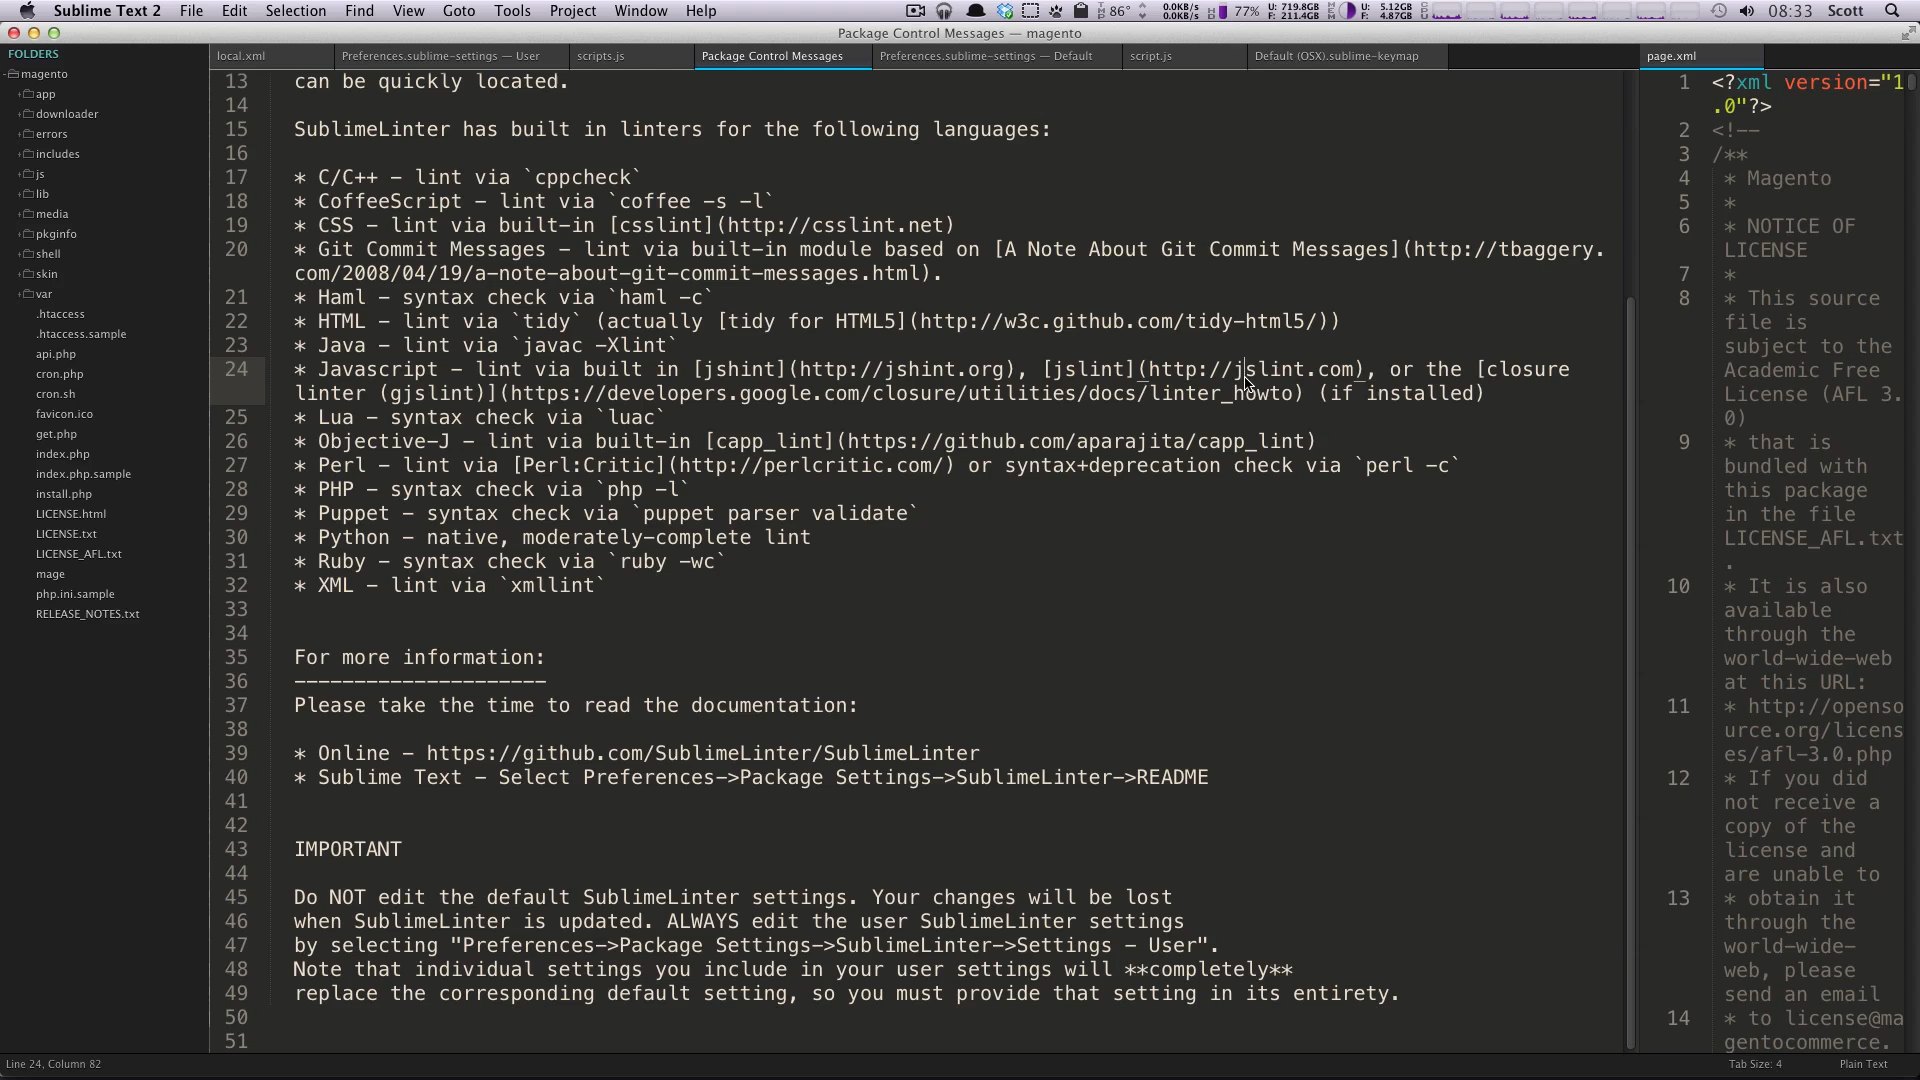 Sublime Text 2 File Edit Selection Find View Goto Tools Project Window Help 86° 0.0KB/s 0.0KB/s 77% U: 719.8GB F: 211.4GB U: 5.12GB F: 4.87GB 08:33 Scott
Package Control Messages — magento
FOLDERS
magento
app
downloader
errors
includes
js
lib
media
pkginfo
shell
skin
var
.htaccess
.htaccess.sample
api.php
cron.php
cron.sh
favicon.ico
get.php
index.php
index.php.sample
install.php
LICENSE.html
LICENSE.txt
LICENSE_AFL.txt
mage
php.ini.sample
RELEASE_NOTES.txt
local.xml Preferences.sublime-settings — User scripts.js Package Control Messages Preferences.sublime-settings — Default script.js Default (OSX).sublime-keymap
13 can be quickly located.
14
15 SublimeLinter has built in linters for the following languages:
16
17 * C/C++ - lint via `cppcheck`
18 * CoffeeScript - lint via `coffee -s -l`
19 * CSS - lint via built-in [csslint](http://csslint.net)
20 * Git Commit Messages - lint via built-in module based on [A Note About Git Commit Messages](http://tbaggery.
com/2008/04/19/a-note-about-git-commit-messages.html).
21 * Haml - syntax check via `haml -c`
22 * HTML - lint via `tidy` (actually [tidy for HTML5](http://w3c.github.com/tidy-html5/))
23 * Java - lint via `javac -Xlint`
24 * Javascript - lint via built in [jshint](http://jshint.org), [jslint](http://jslint.com), or the [closure
linter (gjslint)](https://developers.google.com/closure/utilities/docs/linter_howto) (if installed)
25 * Lua - syntax check via `luac`
26 * Objective-J - lint via built-in [capp_lint](https://github.com/aparajita/capp_lint)
27 * Perl - lint via [Perl:Critic](http://perlcritic.com/) or syntax+deprecation check via `perl -c`
28 * PHP - syntax check via `php -l`
29 * Puppet - syntax check via `puppet parser validate`
30 * Python - native, moderately-complete lint
31 * Ruby - syntax check via `ruby -wc`
32 * XML - lint via `xmllint`
33
34
35 For more information:
36 ---------------------
37 Please take the time to read the documentation:
38
39 * Online - https://github.com/SublimeLinter/SublimeLinter
40 * Sublime Text - Select Preferences->Package Settings->SublimeLinter->README
41
42
43 IMPORTANT
44
45 Do NOT edit the default SublimeLinter settings. Your changes will be lost
46 when SublimeLinter is updated. ALWAYS edit the user SublimeLinter settings
47 by selecting "Preferences->Package Settings->SublimeLinter->Settings - User".
48 Note that individual settings you include in your user settings will **completely**
49 replace the corresponding default setting, so you must provide that setting in its entirety.
50
51
page.xml
1 <?xml version="1
.0"?>
2 <!--
3 /**
4 * Magento
5 *
6 * NOTICE OF
LICENSE
7 *
8 * This source
file is
subject to the
Academic Free
License (AFL 3.
0)
9 * that is
bundled with
this package
in the file
LICENSE_AFL.txt
.
10 * It is also
available
through the
world-wide-web
at this URL:
11 * http://openso
urce.org/licens
es/afl-3.0.php
12 * If you did
not receive a
copy of the
license and
are unable to
13 * obtain it
through the
world-wide-
web, please
send an email
14 * to license@ma
gentocommerce.
Line 24, Column 82 Tab Size: 4 Plain Text